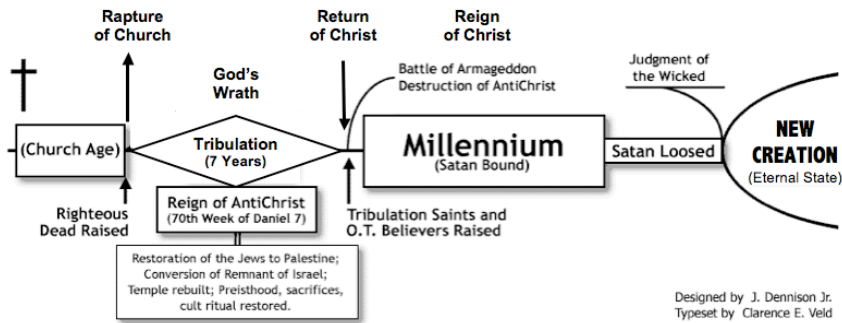 Rapture
of Church
Return
of Christ
Reign
of Christ
God's
Wrath
Battle of Armageddon
Destruction of AntiChrist
Judgment of
the Wicked
(Church Age)
Tribulation
(7 Years)
Millennium
(Satan Bound)
Satan Loosed
NEW
CREATION
(Eternal State)
Righteous
Dead Raised
Reign of AntiChrist
(70th Week of Daniel 7)
Tribulation Saints and
O.T. Believers Raised
Restoration of the Jews to Palestine;
Conversion of Remnant of Israel;
Temple rebuilt; Preisthood, sacrifices,
cult ritual restored.
Designed by J. Dennison Jr.
Typeset by Clarence E. Veld